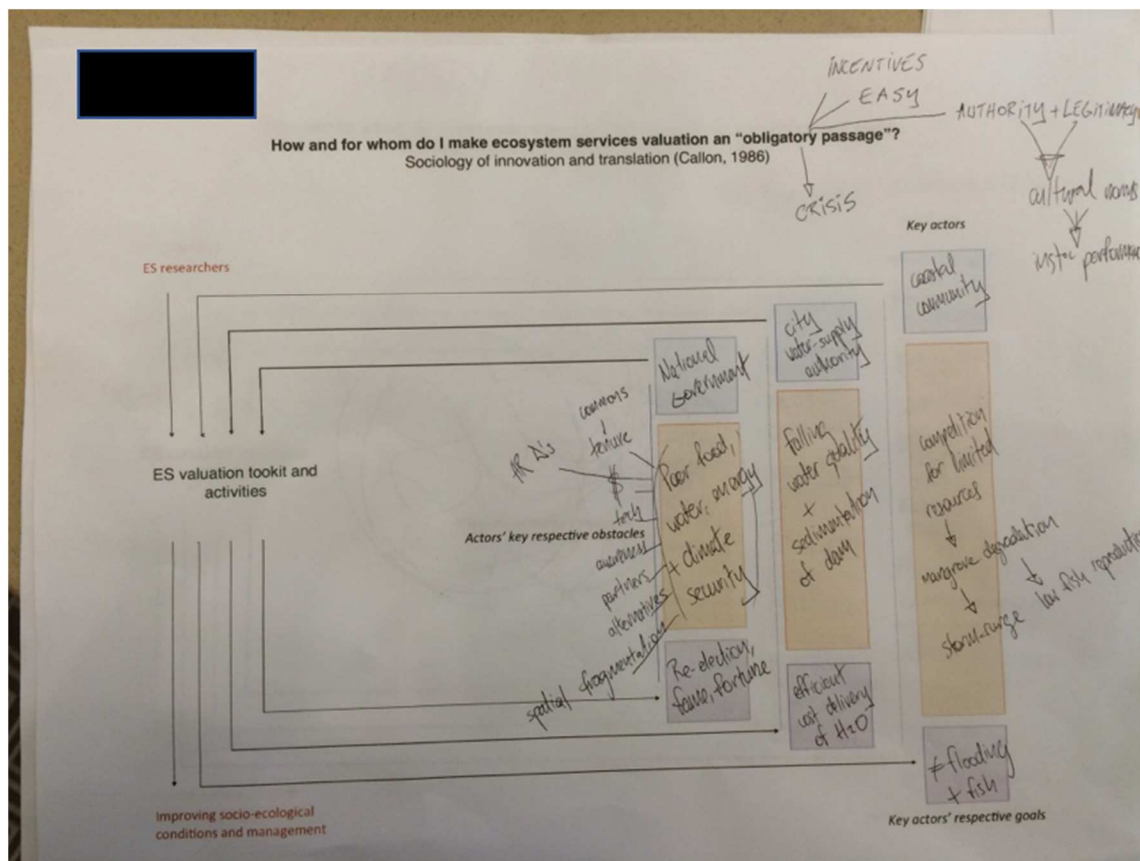 INCENTIVES
EASY
AUTHORITY + LEGITIMACY
How and for whom do I make ecosystem services valuation an “obligatory passage”?
Sociology of innovation and translation (Callon, 1986)
CRISIS
cultural norms
Key actors
ES researchers
coastal
community
city
water-supply
authority
National
Government
commons
tenure
$
tech
awareness
partners
alternatives
spatial fragmentation
ES valuation tookit and
activities
Actors' key respective obstacles
Poor food,
water, energy
+ climate
security
Falling
water quality
+
sedimentation
of dam
competition
for limited
resources
mangrove degradation
storm-surge
low fish reproduction
Re-election,
fame, fortune
efficient
cost delivery
of H2O
≠ flooding
+ fish
Improving socio-ecological
conditions and management
Key actors' respective goals